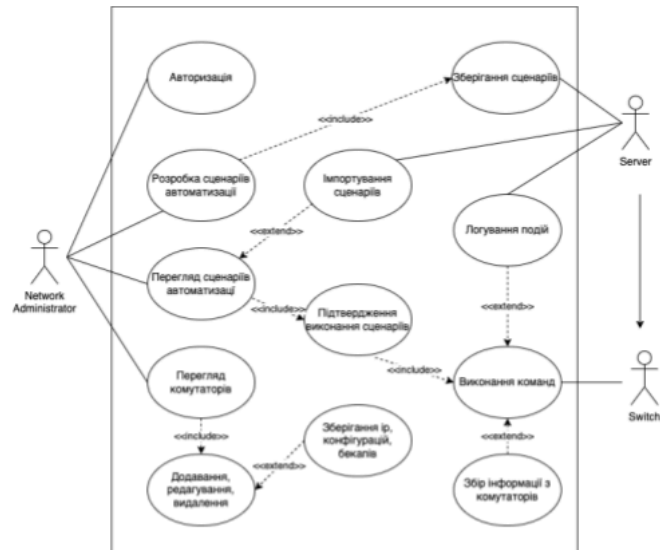 Авторизація
Зберігання сценаріїв
<<include>>
Server
Розробка сценаріїв
автоматизації
Імпортування
сценаріїв
<<extend>>
Логування подій
Network
Administrator
Перегляд сценаріїв
автоматизації
<<include>>
Підтвердження
виконання сценаріїв
<<extend>>
<<include>>
Перегляд
комутаторів
Виконання команд
Switch
<<include>>
Зберігання ip,
конфігурацій,
бекапів
<<extend>>
<<extend>>
Додавання,
редагування,
видалення
Збір інформації з
комутаторів